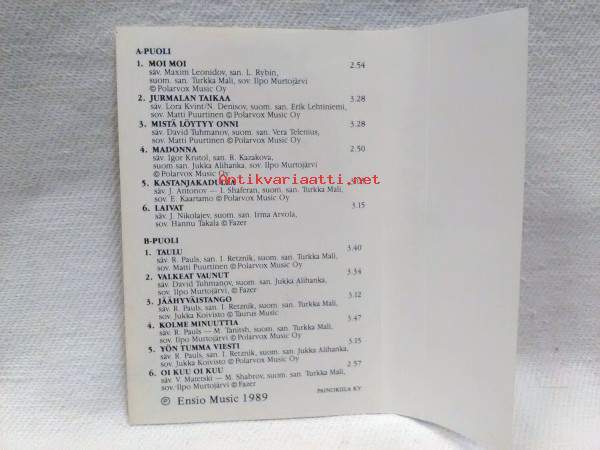 A-PUOLI
1. MOI MOI 2.54
säv. Maxim Leonidov, san. L. Rybin,
suom. san. Turkka Mali, sov. Ilpo Murtojärvi
℗ Polarvox Music Oy
2. JURMALAN TAIKAA 3.28
säv. Lora Kvint/N. Denisov, suom. san. Erik Lehtiniemi,
sov. Matti Puurtinen ℗ Polarvox Music Oy
3. MISTÄ LÖYTYY ONNI 3.28
säv. David Tuhmanov, suom. san. Vera Telenius,
sov. Matti Puurtinen ℗ Polarvox Music Oy
4. MADONNA 2.50
säv. Igor Krutol, san. R. Kazakova,
suom. san Jukka Alihanka, sov. Ilpo Murtojärvi
℗ Polarvox Music Oy
antikvariaatti.net
5. KASTANJAKADULLA
säv. J. Antonov — I. Shaferan, suom. san. Turkka Mali,
sov. E. Kaartamo ℗ Polarvox Music Oy
6. LAIVAT 3.15
säv. J. Nikolajev, suom. san. Irma Arvola,
sov. Hannu Takala ℗ Fazer
B-PUOLI
1. TAULU 3.40
säv. R. Pauls, san. I. Retznik, suom. san. Turkka Mali,
sov. Matti Puurtinen ℗ Polarvox Music Oy
2. VALKEAT VAUNUT 3.34
säv. David Tuhmanov, suom. san. Jukka Alihanka,
sov. Ilpo Murtojärvi, ℗ Fazer
3. JÄÄHYVÄISTANGO 3.12
säv. R. Pauls, san. I. Retznik, suom. san. Turkka Mali,
sov. Jukka Koivisto ℗ Taurus Music
4. KOLME MINUUTTIA 3.47
säv. R. Pauls — M. Tanitsh, suom. san. Turkka Mali,
sov. Ilpo Murtojärvi ℗ Polarvox Music Oy
5. YÖN TUMMA VIESTI 3.15
säv. R. Pauls, san. I. Retznik, suom. san. Jukka Alihanka,
sov. Jukka Koivisto ℗ Polarvox Music Oy
6. OI KUU OI KUU 2.57
säv. V. Matetski — M. Shabrov, suom. san. Turkka Mali,
sov. Ilpo Murtojärvi ℗ Fazer
℗ Ensio Music 1989 PAINOKIILA KY